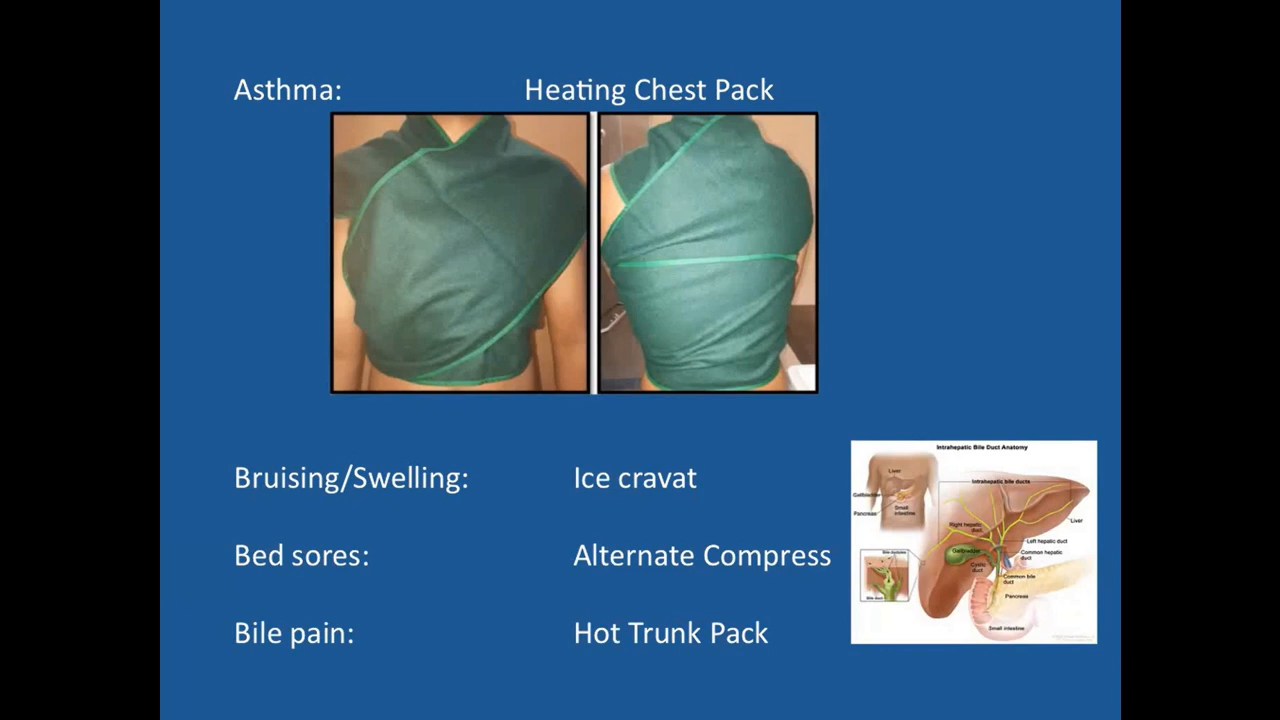 Asthma: Heating Chest Pack
Bruising/Swelling: Ice cravat
Bed sores: Alternate Compress
Bile pain: Hot Trunk Pack
Intrahepatic Bile Duct Anatomy
Liver
Gallbladder
Pancreas
Small
intestine
Intrahepatic bile ducts
Right hepatic
duct
Liver
Left hepatic duct
Gallbladder
Common hepatic
duct
Cystic
duct
Common bile
duct
Pancreas
Small intestine
Bile duct